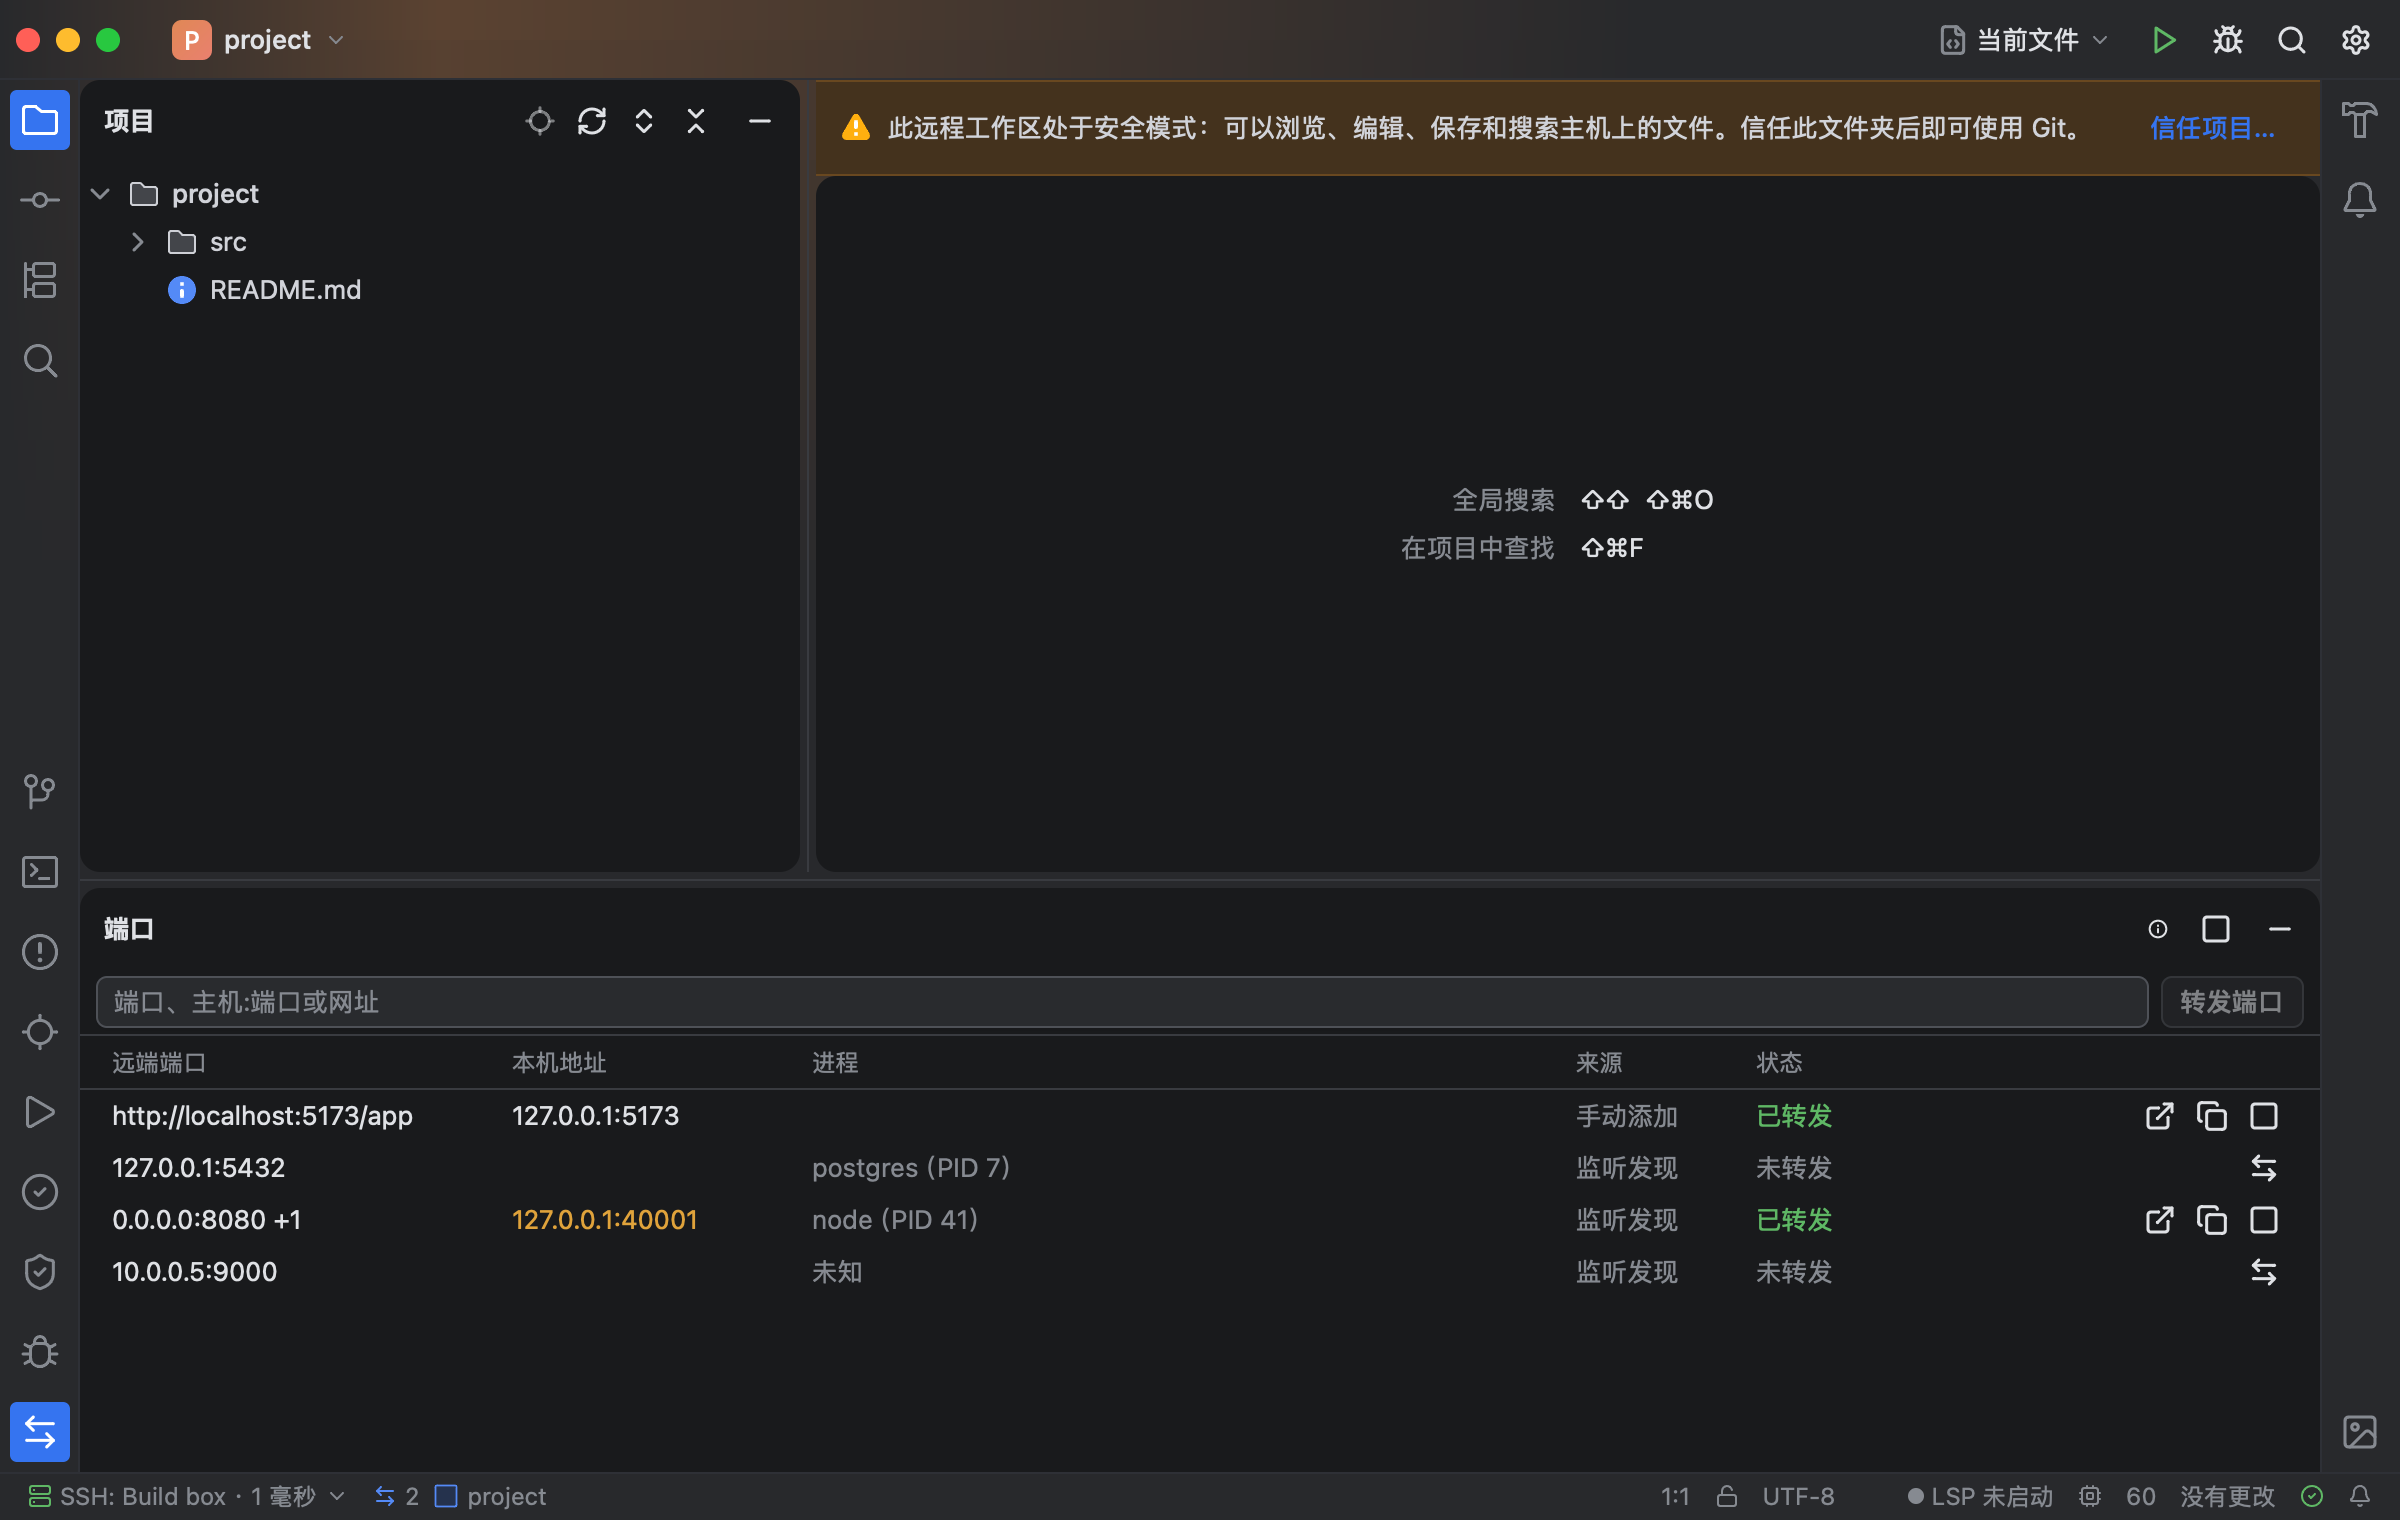 P project
当前文件
项目
此远程工作区处于安全模式：可以浏览、编辑、保存和搜索主机上的文件。信任此文件夹后即可使用 Git。 信任项目...
project
src
README.md
全局搜索 ⇧⇧ ⇧⌘O
在项目中查找 ⇧⌘F
端口
端口、主机:端口或网址 转发端口
远端端口 本机地址 进程 来源 状态
http://localhost:5173/app 127.0.0.1:5173 手动添加 已转发
127.0.0.1:5432 postgres (PID 7) 监听发现 未转发
0.0.0.0:8080 +1 127.0.0.1:40001 node (PID 41) 监听发现 已转发
10.0.0.5:9000 未知 监听发现 未转发
SSH: Build box · 1 毫秒 2 project 1:1 UTF-8 LSP 未启动 60 没有更改